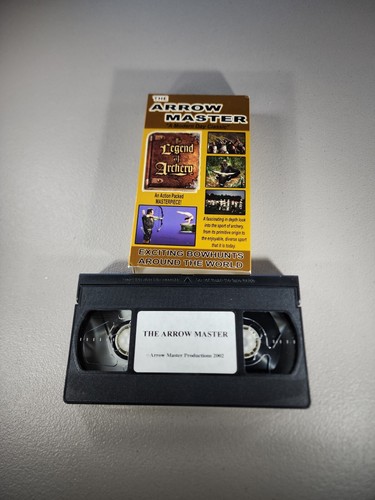 THE
ARROW
MASTER
Legend
of
Archery
An Action Packed
MASTERPIECE!
A fascinating in depth look
into the sport of archery,
from its primitive origin to
the enjoyable, diverse sport
that it is today.
EXCITING BOWHUNTS
AROUND THE WORLD
THE ARROW MASTER
Arrow Master Productions 2002